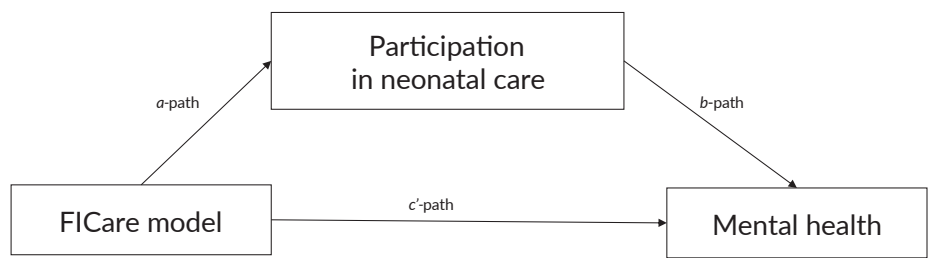 Participation
in neonatal care
a-path
b-path
FICare model
c’-path
Mental health